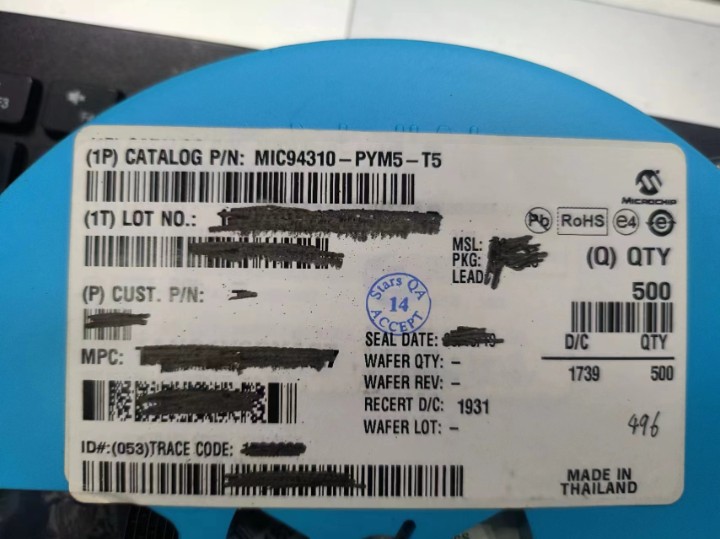 (1P) CATALOG P/N: MIC94310-PYM5-T5
MICROCHIP
(1T) LOT NO.:
Pb RoHS e4 e
MSL:
PKG:
LEAD
(Q) QTY
500
(P) CUST. P/N:
Stars QA
14
ACCEPT
D/C QTY
1739 500
MPC:
SEAL DATE:
WAFER QTY: -
WAFER REV: -
RECERT D/C: 1931
WAFER LOT: -
496
ID#:(053)TRACE CODE:
MADE IN
THAILAND
F3